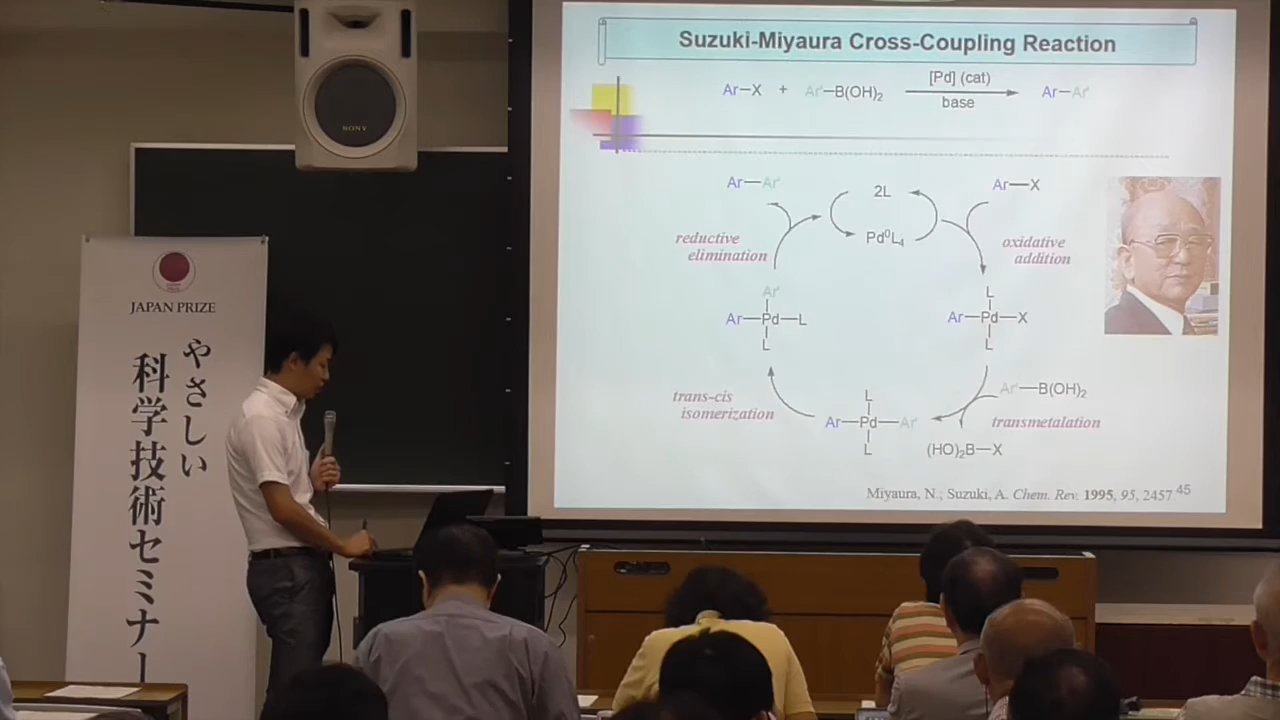 Suzuki-Miyaura Cross-Coupling Reaction
Ar—X + Ar'—B(OH)₂ [Pd] (cat) base Ar—Ar'
Ar—Ar'
2L
Ar—X
Pd⁰L₄
reductive elimination
oxidative addition
Ar'
Ar—Pd—L
L
L
Ar—Pd—X
L
trans-cis isomerization
L
Ar—Pd—Ar'
L
Ar'—B(OH)₂
transmetalation
(HO)₂B—X
Miyaura, N.; Suzuki, A. Chem. Rev. 1995, 95, 2457
45
SONY
JAPAN PRIZE
やさしい
科学技術セミナー